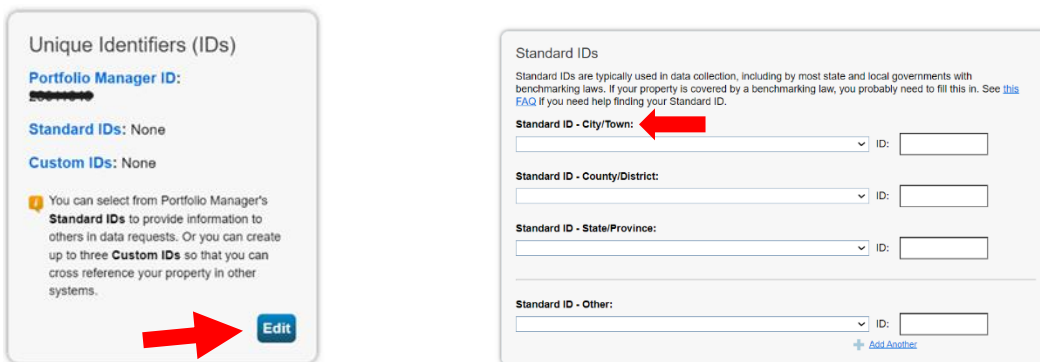 Unique Identifiers (IDs)
Portfolio Manager ID:
Standard IDs: None
Custom IDs: None
You can select from Portfolio Manager's
Standard IDs to provide information to
others in data requests. Or you can create
up to three Custom IDs so that you can
cross reference your property in other
systems.
Edit
Standard IDs
Standard IDs are typically used in data collection, including by most state and local governments with
benchmarking laws. If your property is covered by a benchmarking law, you probably need to fill this in. See this
FAQ if you need help finding your Standard ID.
Standard ID - City/Town:
ID:
Standard ID - County/District:
ID:
Standard ID - State/Province:
ID:
Standard ID - Other:
ID:
Add Another